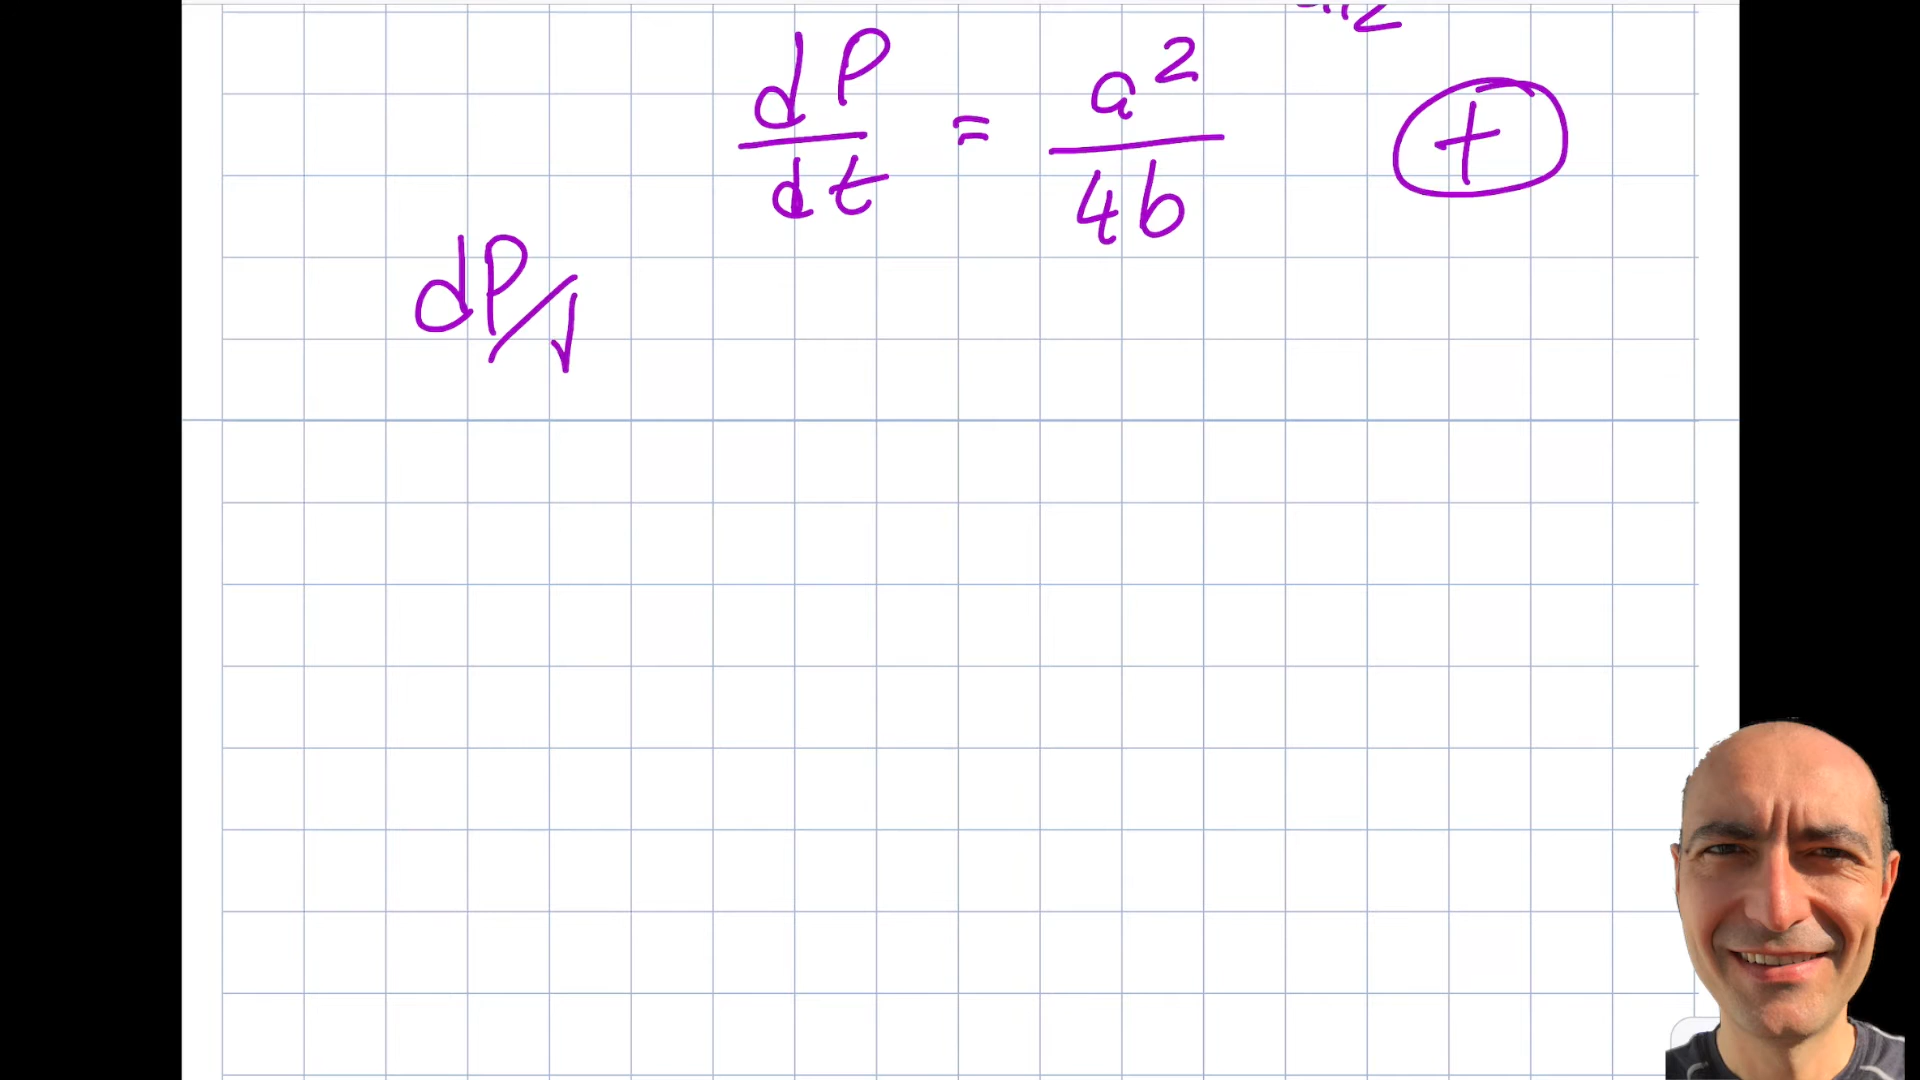 dP/dt = a²/4b +
dP/